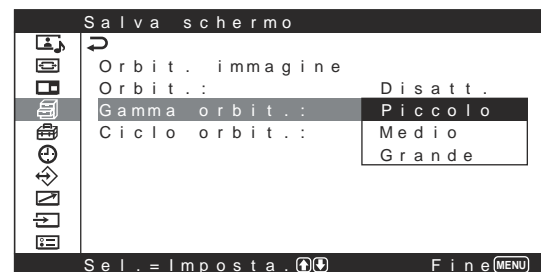 Salva schermo
Orbit. immagine
Orbit.: Disatt.
Gamma orbit.: Piccolo
Ciclo orbit.: Medio
Grande
Sel.=Imposta. Fine MENU